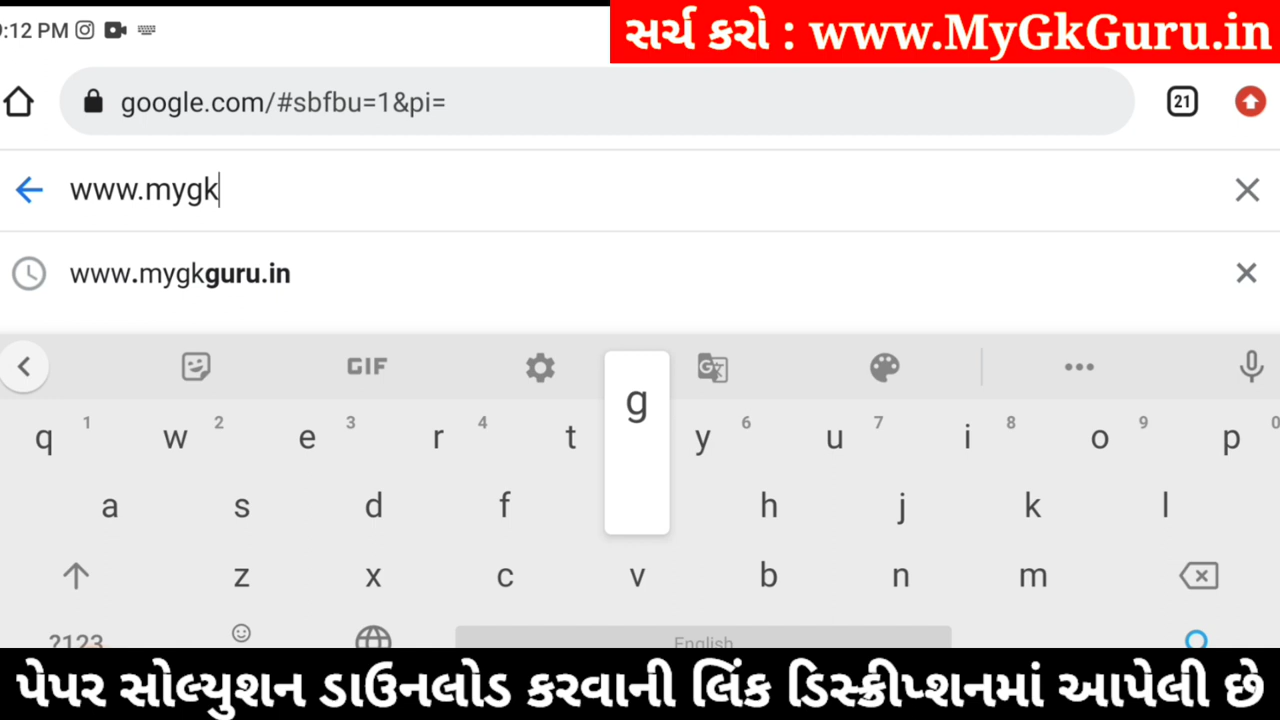 9:12 PM
સર્ચ કરો : www.MyGkGuru.in
google.com/#sbfbu=1&pi=
21
www.mygk
www.mygkguru.in
GIF
g
q 1 w 2 e 3 r 4 t y 6 u 7 i 8 o 9 p 0
a s d f h j k l
z x c v b n m
?123 English
પેપર સોલ્યુશન ડાઉનલોડ કરવાની લિંક ડિસ્ક્રીપ્શનમાં આપેલી છે